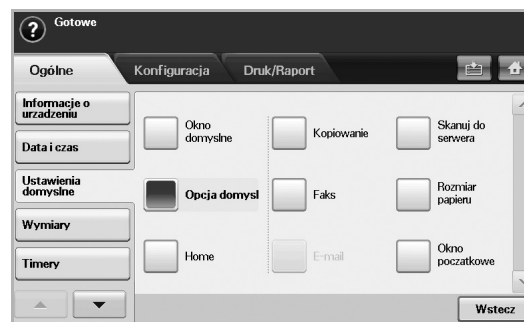 ? Gotowe
Ogólne Konfiguracja Druk/Raport
Informacje o
urzadzeniu
Data i czas
Ustawienia
domyslne
Wymiary
Timery
Okno
domyslne
Kopiowanie
Skanuj do
serwera
Opcja domysl
Faks
Rozmiar
papieru
Home
E-mail
Okno
poczatkowe
Wstecz